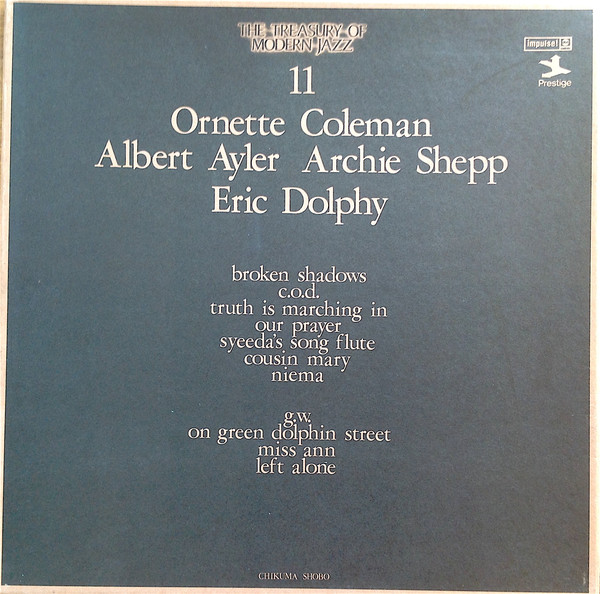 THE TREASURY OF
MODERN JAZZ
impulse!
Prestige
11
Ornette Coleman
Albert Ayler Archie Shepp
Eric Dolphy
broken shadows
c.o.d.
truth is marching in
our prayer
syeeda's song flute
cousin mary
niema
g.w.
on green dolphin street
miss ann
left alone
CHIKUMA SHOBO